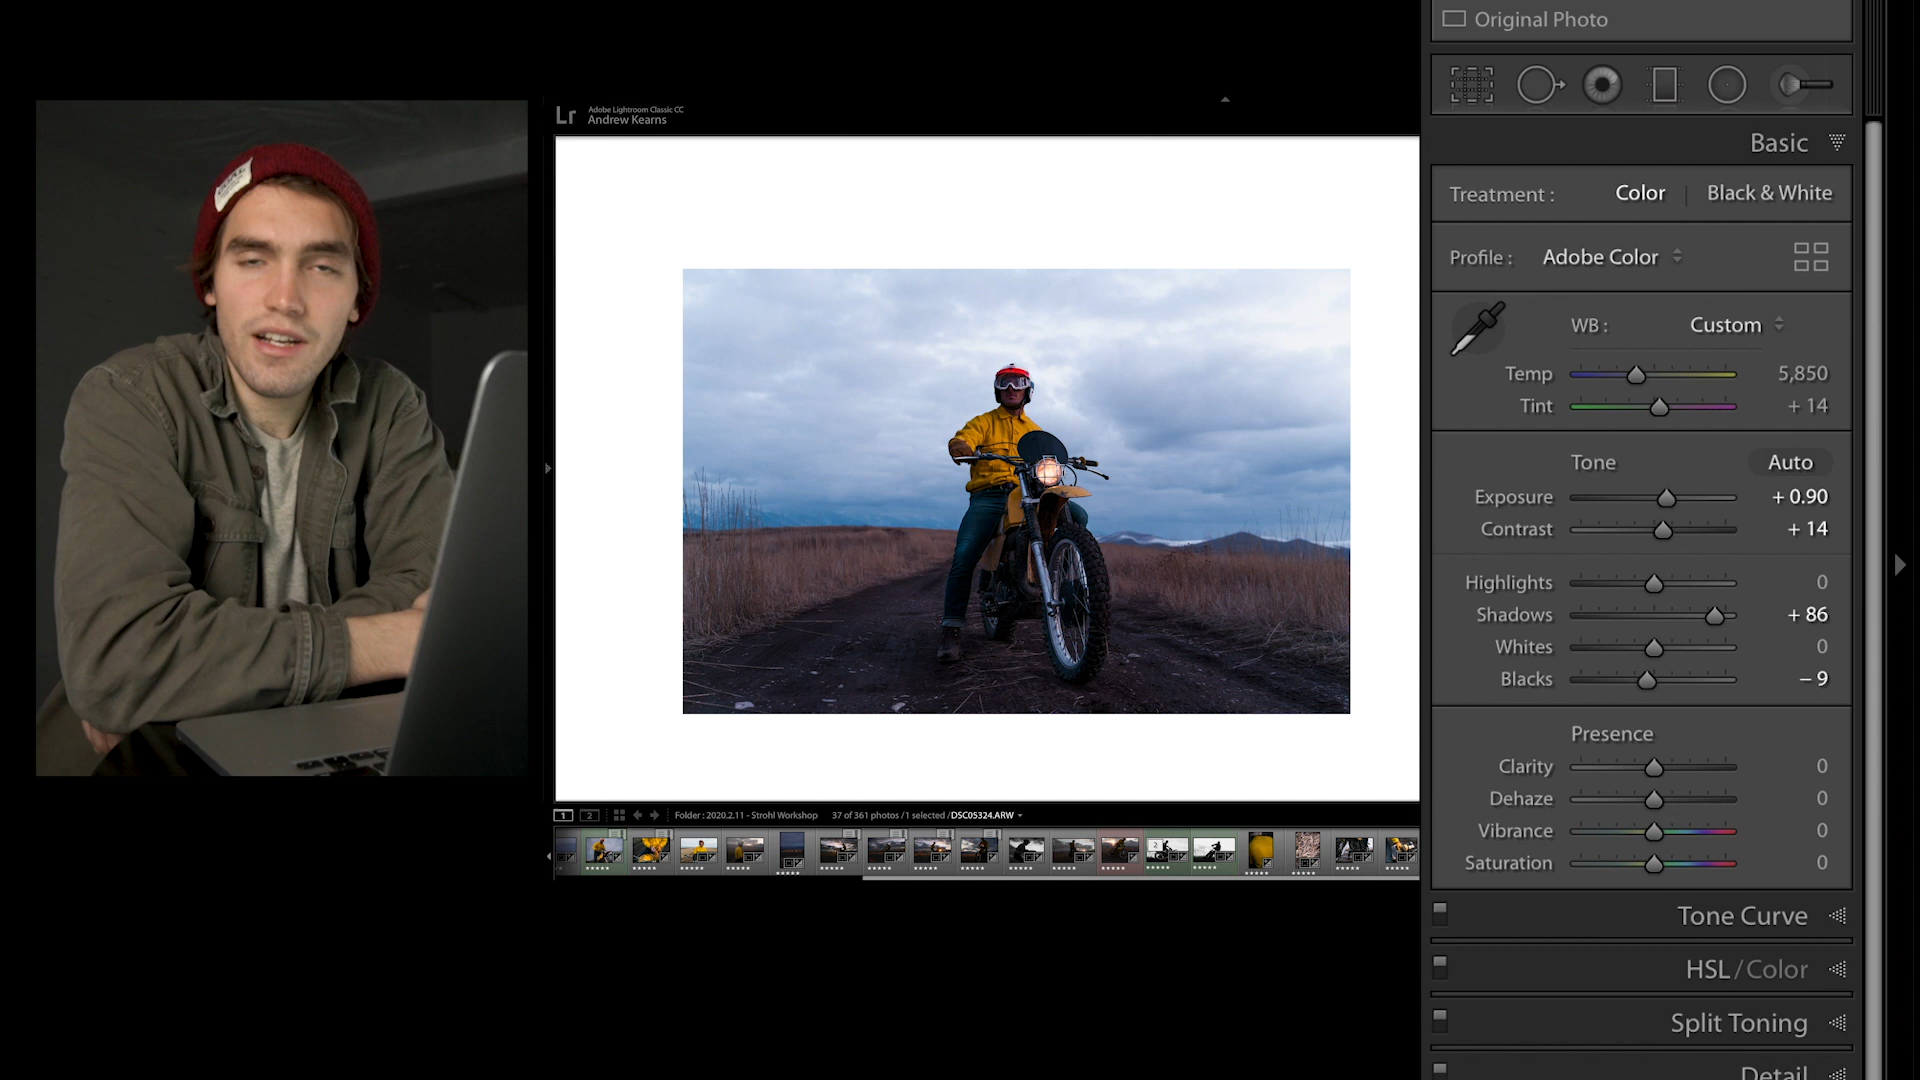 Original Photo
Lr
Adobe Lightroom Classic CC
Andrew Kearns
Basic
Treatment : Color | Black & White
Profile : Adobe Color
WB : Custom
Temp 5,850
Tint + 14
Tone Auto
Exposure + 0.90
Contrast + 14
Highlights 0
Shadows + 86
Whites 0
Blacks – 9
Presence
Clarity 0
Dehaze 0
Vibrance 0
Saturation 0
Tone Curve
HSL / Color
Split Toning
Detail
1 2 Folder : 2020.2.11 - Strohl Workshop 37 of 361 photos / 1 selected / DSC05324.ARW
2